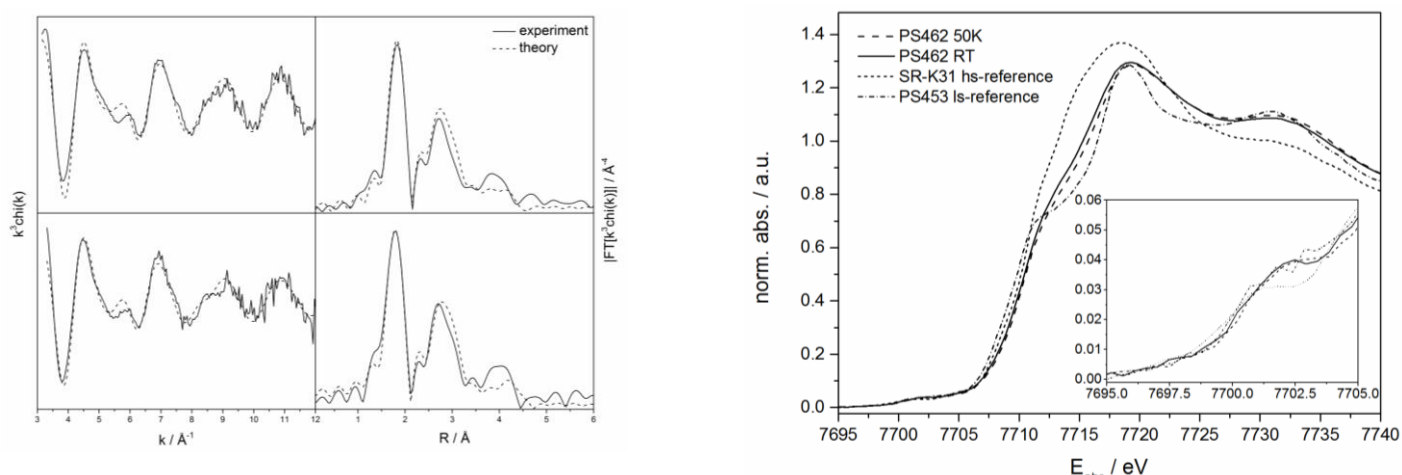 experiment
theory
k³chi(k)
|FT[k³chi(k)]| / Å⁻⁴
3 4 5 6 7 8 9 10 11 12 1 2 3 4 5 6
k / Å⁻¹
R / Å
PS462 50K
PS462 RT
SR-K31 hs-reference
PS453 ls-reference
norm. abs. / a.u.
1.4
1.2
1.0
0.8
0.6
0.4
0.2
0.0
0.06
0.05
0.04
0.03
0.02
0.01
0.00
7695.0 7697.5 7700.0 7702.5 7705.0
7695 7700 7705 7710 7715 7720 7725 7730 7735 7740
/ eV